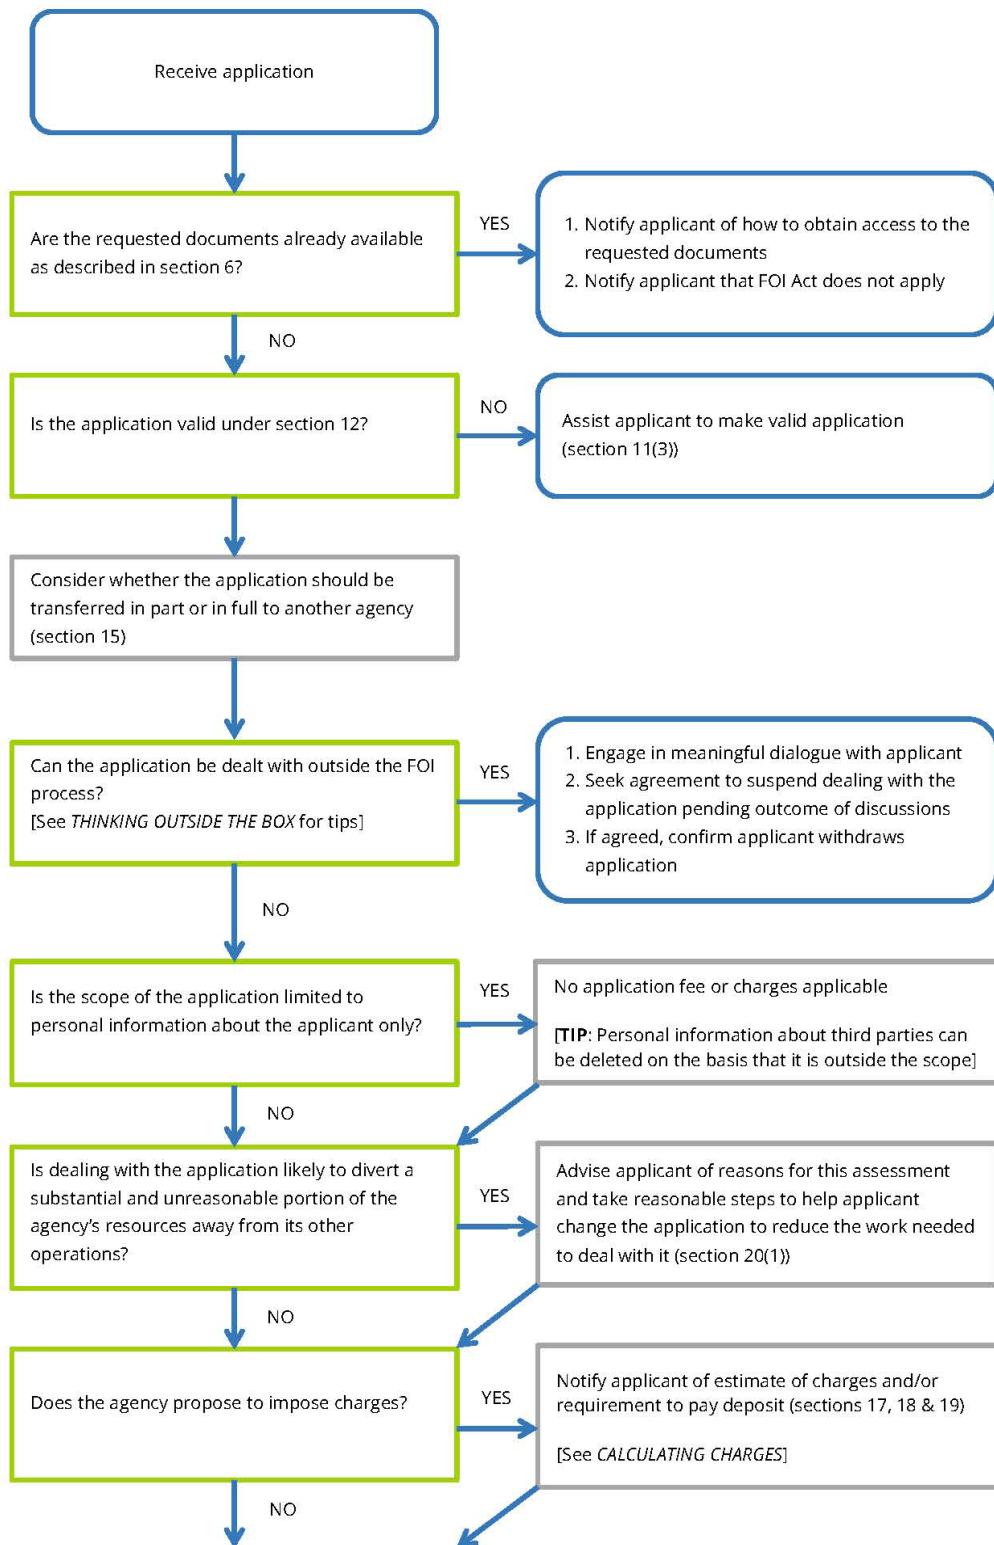 Receive application
Are the requested documents already available
as described in section 6?
YES
1. Notify applicant of how to obtain access to the
requested documents
2. Notify applicant that FOI Act does not apply
NO
Is the application valid under section 12?
NO
Assist applicant to make valid application
(section 11(3))
Consider whether the application should be
transferred in part or in full to another agency
(section 15)
Can the application be dealt with outside the FOI
process?
[See THINKING OUTSIDE THE BOX for tips]
YES
1. Engage in meaningful dialogue with applicant
2. Seek agreement to suspend dealing with the
application pending outcome of discussions
3. If agreed, confirm applicant withdraws
application
NO
Is the scope of the application limited to
personal information about the applicant only?
YES
No application fee or charges applicable
[TIP: Personal information about third parties can
be deleted on the basis that it is outside the scope]
NO
Is dealing with the application likely to divert a
substantial and unreasonable portion of the
agency's resources away from its other
operations?
YES
Advise applicant of reasons for this assessment
and take reasonable steps to help applicant
change the application to reduce the work needed
to deal with it (section 20(1))
NO
Does the agency propose to impose charges?
YES
Notify applicant of estimate of charges and/or
requirement to pay deposit (sections 17, 18 & 19)
[See CALCULATING CHARGES]
NO